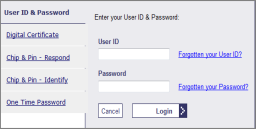 User ID & Password
Digital Certificate
Chip & Pin - Respond
Chip & Pin - Identify
One Time Password
Enter your User ID & Password:
User ID
Forgotten your User ID?
Password
Forgotten your Password?
Cancel
Login